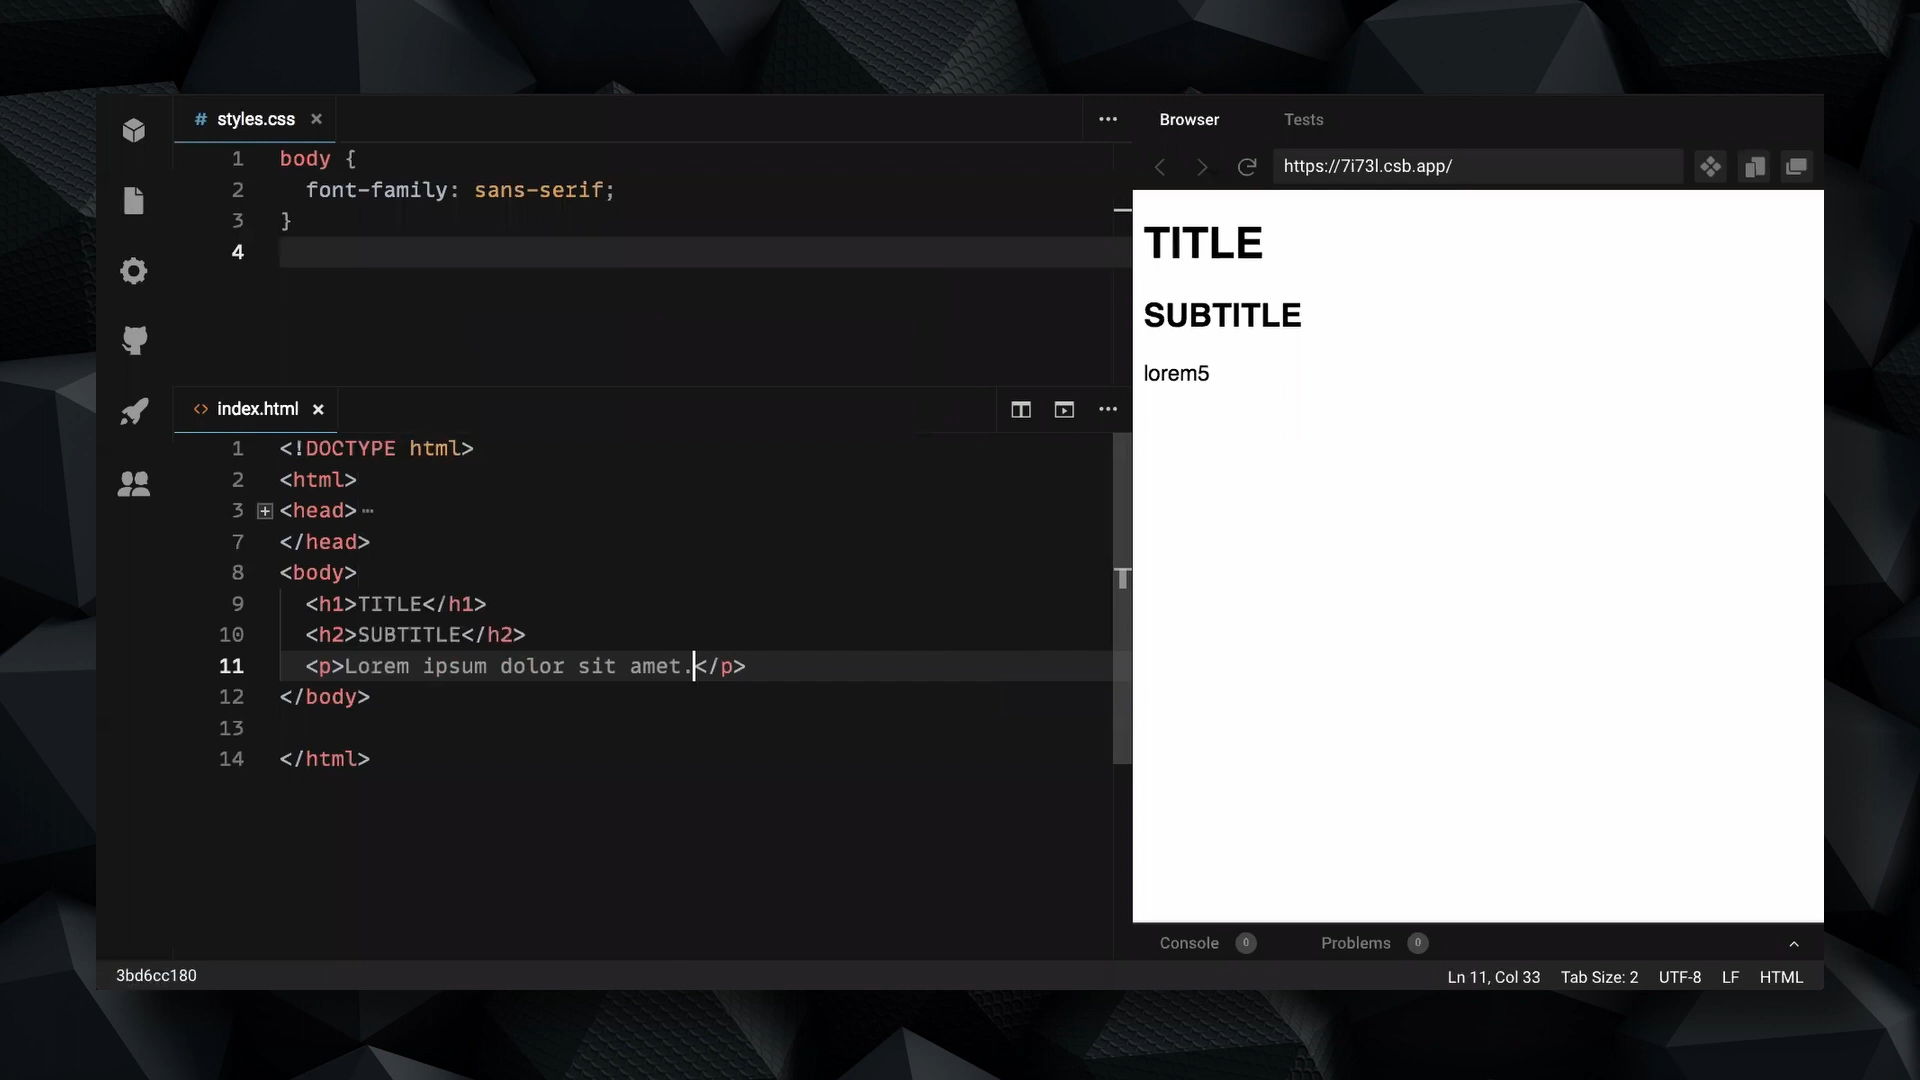 # styles.css ×
1 body {
2 font-family: sans-serif;
3 }
4
<> index.html ×
1 <!DOCTYPE html>
2 <html>
3 <head> …
7 </head>
8 <body>
9 <h1>TITLE</h1>
10 <h2>SUBTITLE</h2>
11 <p>Lorem ipsum dolor sit amet.</p>
12 </body>
13
14 </html>
Browser Tests
https://7i73l.csb.app/
TITLE
SUBTITLE
lorem5
Console 0 Problems 0
3bd6cc180
Ln 11, Col 33 Tab Size: 2 UTF-8 LF HTML